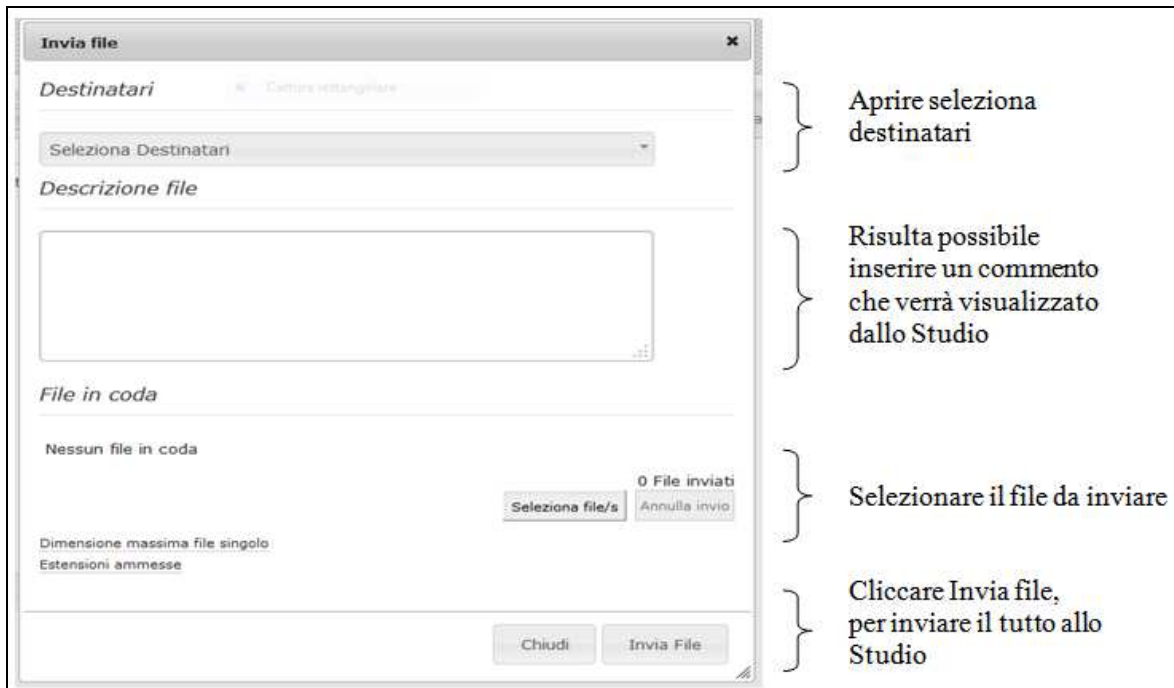 Invia file
Destinatari
Cattura rettangolare
Seleziona Destinatari
Descrizione file
File in coda
Nessun file in coda
0 File inviati
Seleziona file/s
Annulla invio
Dimensione massima file singolo
Estensioni ammesse
Chiudi
Invia File
Aprire seleziona
destinatari
Risulta possibile
inserire un commento
che verrà visualizzato
dallo Studio
Selezionare il file da inviare
Cliccare Invia file,
per inviare il tutto allo
Studio